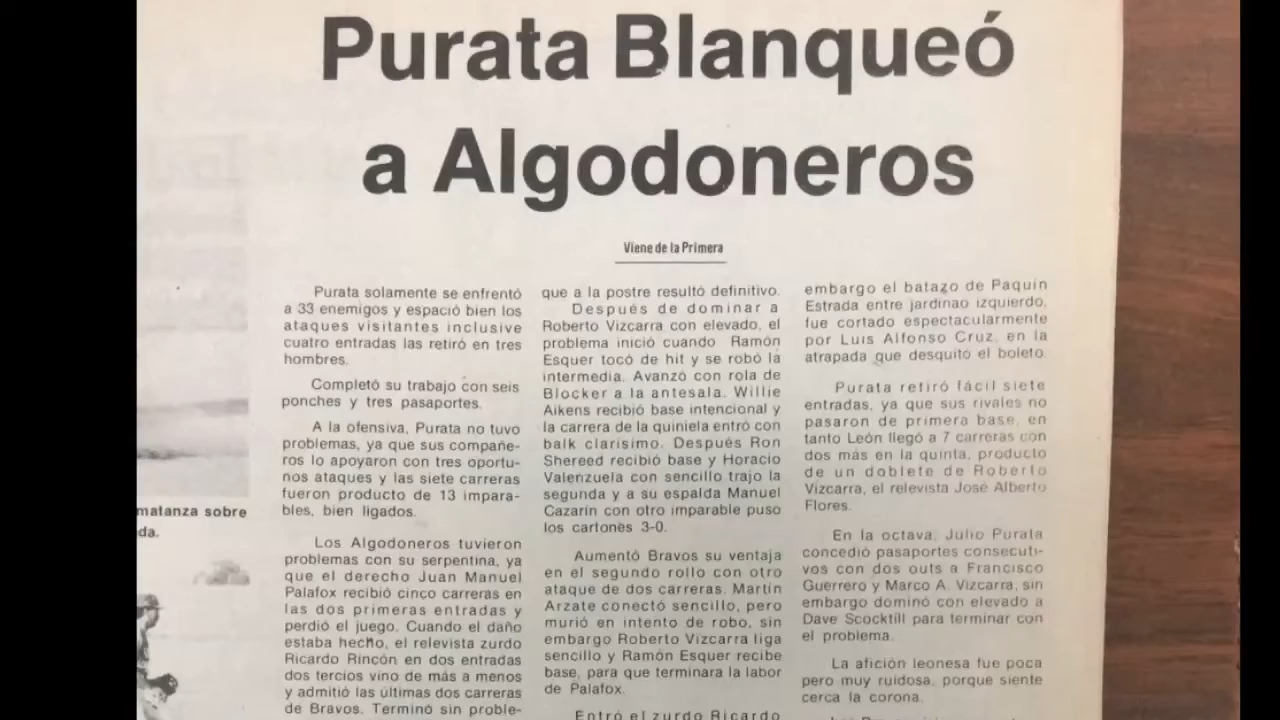 Purata Blanqueó
a Algodoneros
Viene de la Primera
Purata solamente se enfrentó
a 33 enemigos y espació bien los
ataques visitantes inclusive
cuatro entradas las retiró en tres
hombres.
Completó su trabajo con seis
ponches y tres pasaportes.
A la ofensiva, Purata no tuvo
problemas, ya que sus compañe-
ros lo apoyaron con tres oportu-
nos ataques y las siete carreras
fueron producto de 13 impara-
bles, bien ligados.
Los Algodoneros tuvieron
problemas con su serpentina, ya
que el derecho Juan Manuel
Palafox recibió cinco carreras en
las dos primeras entradas y
perdió el juego. Cuando el daño
estaba hecho, el relevista zurdo
Ricardo Rincón en dos entradas
dos tercios vino de más a menos
y admitió las últimas dos carreras
de Bravos. Terminó sin proble-
que a la postre resultó definitivo.
Después de dominar a
Roberto Vizcarra con elevado, el
problema inició cuando Ramón
Esquer tocó de hit y se robó la
intermedia. Avanzó con rola de
Blocker a la antesala. Willie
Aikens recibió base intencional y
la carrera de la quiniela entró con
balk clarísimo. Después Ron
Shereed recibió base y Horacio
Valenzuela con sencillo trajo la
segunda y a su espalda Manuel
Cazarín con otro imparable puso
los cartones 3-0.
Aumentó Bravos su ventaja
en el segundo rollo con otro
ataque de dos carreras. Martín
Arzate conectó sencillo, pero
murió en intento de robo, sin
embargo Roberto Vizcarra liga
sencillo y Ramón Esquer recibe
base, para que terminara la labor
de Palafox.
Entró el zurdo Ricardo
embargo el batazo de Paquín
Estrada entre jardinao izquierdo,
fue cortado espectacularmente
por Luis Alfonso Cruz, en la
atrapada que desquitó el boleto.
Purata retiró fácil siete
entradas, ya que sus rivales no
pasaron de primera base, en
tanto León llegó a 7 carreras con
dos más en la quinta, producto
de un doblete de Roberto
Vizcarra, el relevista José Alberto
Flores.
En la octava, Julio Purata
concedió pasaportes consecuti-
vos con dos outs a Francisco
Guerrero y Marco A. Vizcarra, sin
embargo dominó con elevado a
Dave Scocktill para terminar con
el problema.
La afición leonesa fue poca
pero muy ruidosa, porque siente
cerca la corona.
matanza sobre
da.